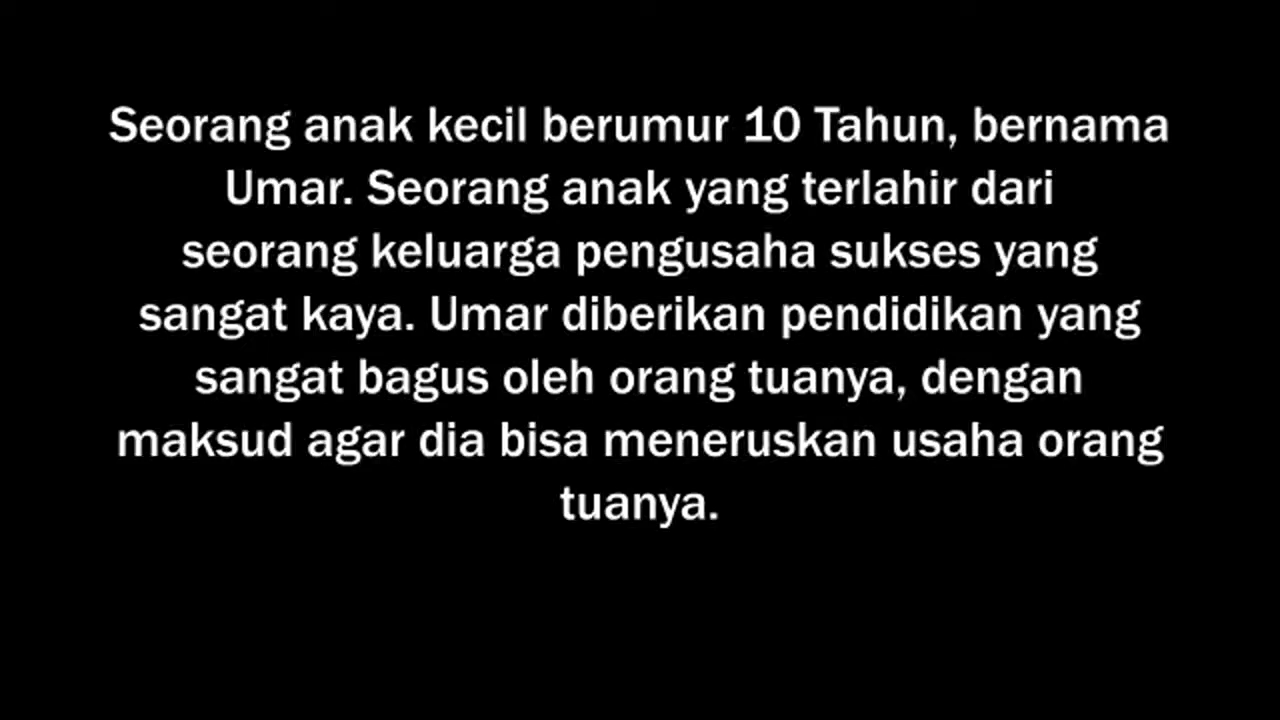 Seorang anak kecil berumur 10 Tahun, bernama
Umar. Seorang anak yang terlahir dari
seorang keluarga pengusaha sukses yang
sangat kaya. Umar diberikan pendidikan yang
sangat bagus oleh orang tuanya, dengan
maksud agar dia bisa meneruskan usaha orang
tuanya.